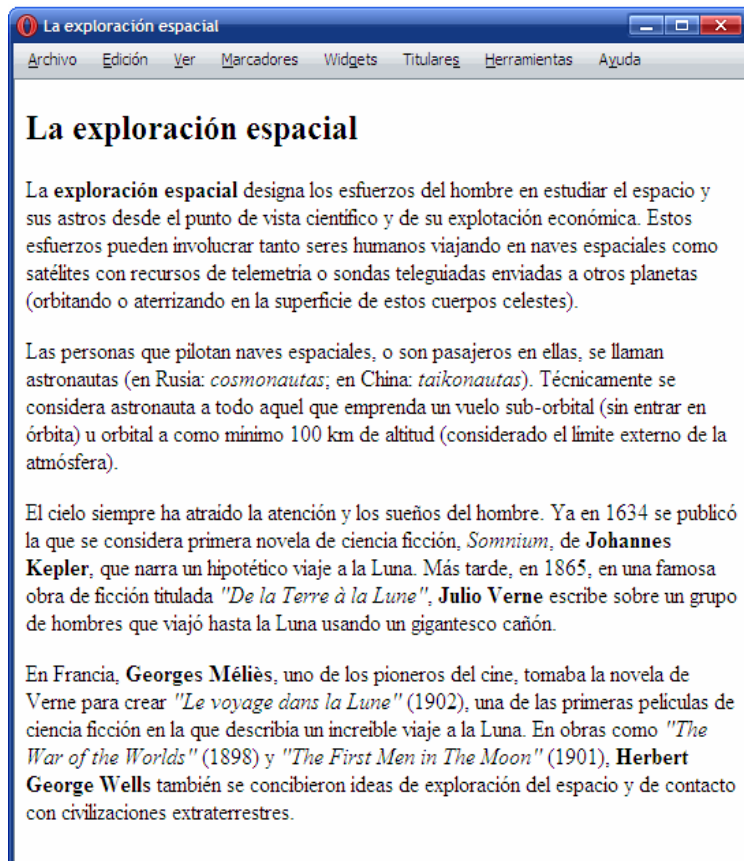 La exploración espacial
Archivo Edición Ver Marcadores Widgets Titulares Herramientas Ayuda
La exploración espacial
La exploración espacial designa los esfuerzos del hombre en estudiar el espacio y
sus astros desde el punto de vista científico y de su explotación económica. Estos
esfuerzos pueden involucrar tanto seres humanos viajando en naves espaciales como
satélites con recursos de telemetría o sondas teleguiadas enviadas a otros planetas
(orbitando o aterrizando en la superficie de estos cuerpos celestes).
Las personas que pilotan naves espaciales, o son pasajeros en ellas, se llaman
astronautas (en Rusia: cosmonautas; en China: taikonautas). Técnicamente se
considera astronauta a todo aquel que emprenda un vuelo sub-orbital (sin entrar en
órbita) u orbital a como mínimo 100 km de altitud (considerado el límite externo de la
atmósfera).
El cielo siempre ha atraído la atención y los sueños del hombre. Ya en 1634 se publicó
la que se considera primera novela de ciencia ficción, Somnium, de Johannes
Kepler, que narra un hipotético viaje a la Luna. Más tarde, en 1865, en una famosa
obra de ficción titulada "De la Terre à la Lune", Julio Verne escribe sobre un grupo
de hombres que viajó hasta la Luna usando un gigantesco cañón.
En Francia, Georges Méliès, uno de los pioneros del cine, tomaba la novela de
Verne para crear "Le voyage dans la Lune" (1902), una de las primeras películas de
ciencia ficción en la que describía un increíble viaje a la Luna. En obras como "The
War of the Worlds" (1898) y "The First Men in The Moon" (1901), Herbert
George Wells también se concibieron ideas de exploración del espacio y de contacto
con civilizaciones extraterrestres.